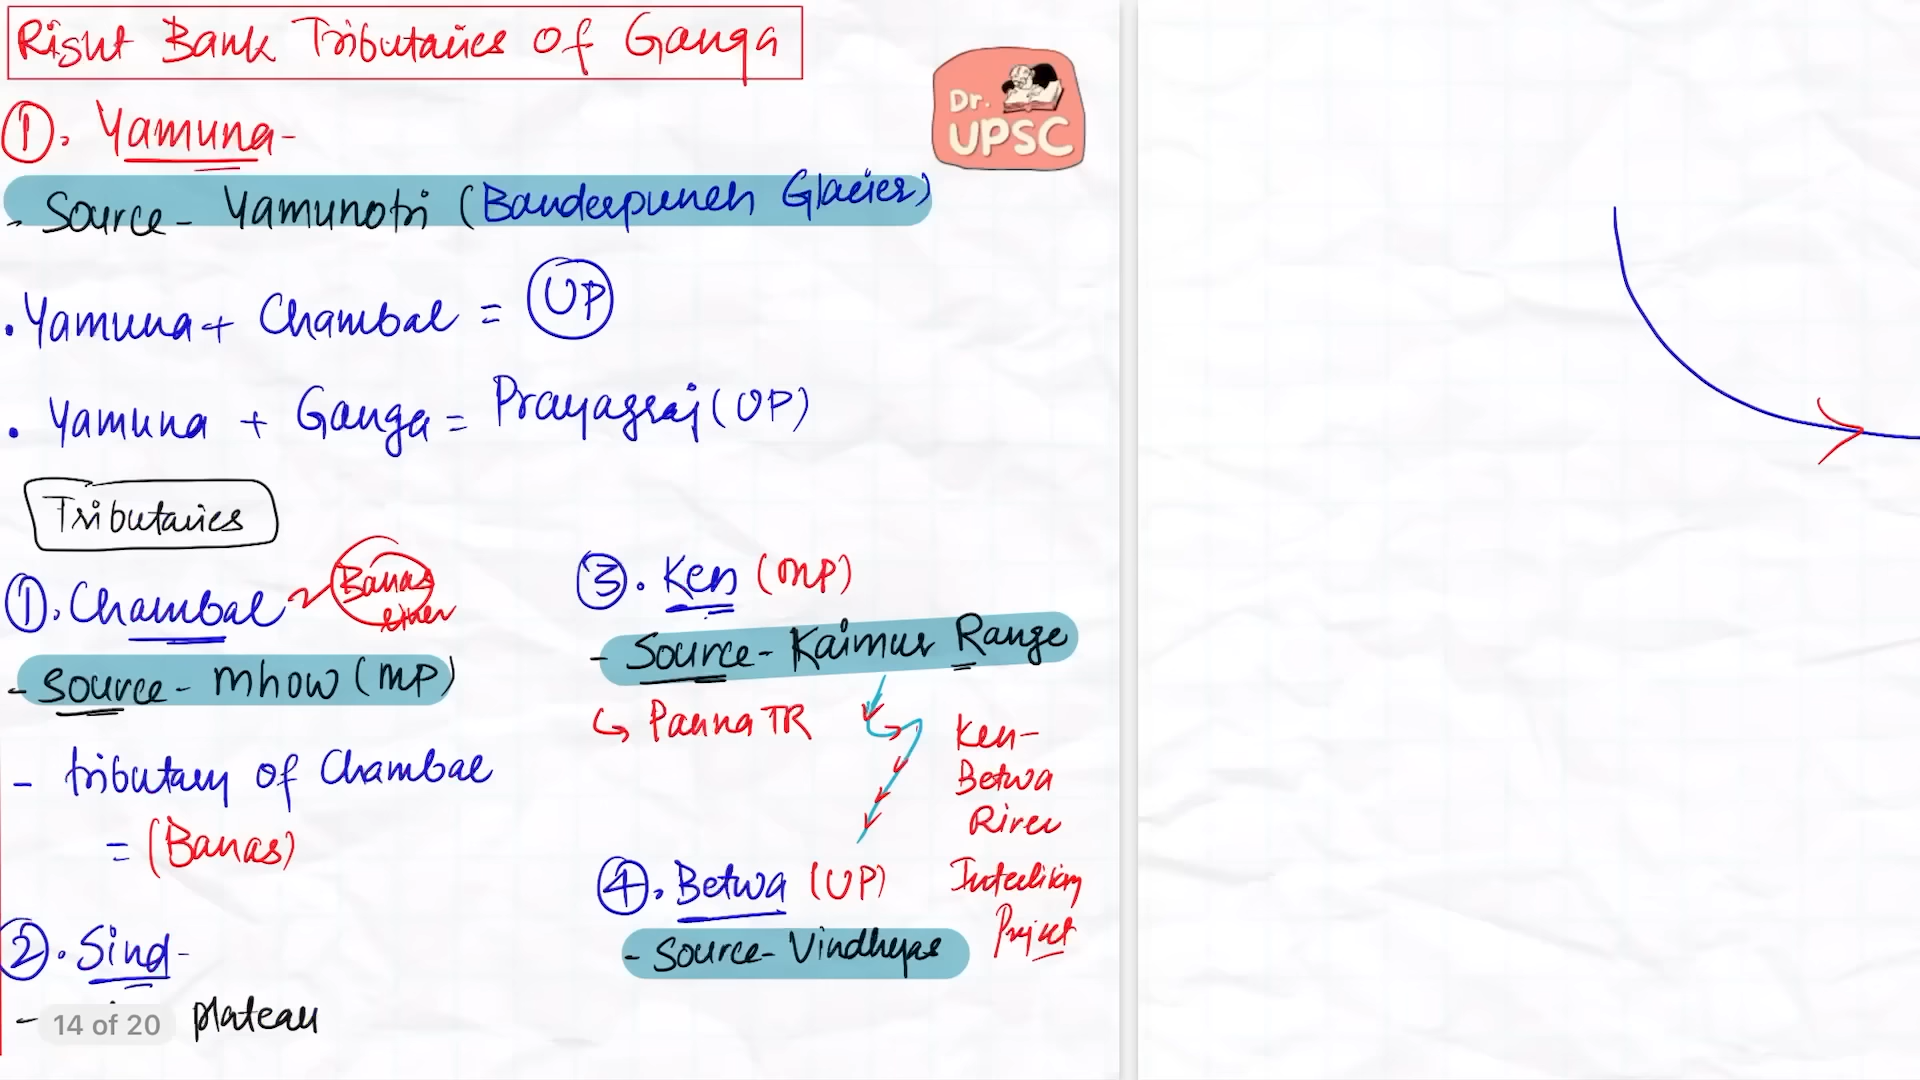 Right Bank Tributaries of Ganga
Dr.
UPSC
①. Yamuna-
- Source - Yamunotri (Banderpunch Glacier)
. Yamuna + Chambal = UP
. Yamuna + Ganga = Prayagraj (UP)
Tributaries
①. Chambal
Banas
River
- Source - Mhow (MP)
- tributary of Chambal
= (Banas)
②. Sind -
- plateau
14 of 20
③. Ken (MP)
- Source - Kaimur Range
↳ Panna TR
Ken-
Betwa
River
Interlinking
Project
④. Betwa (UP)
- Source - Vindhyas